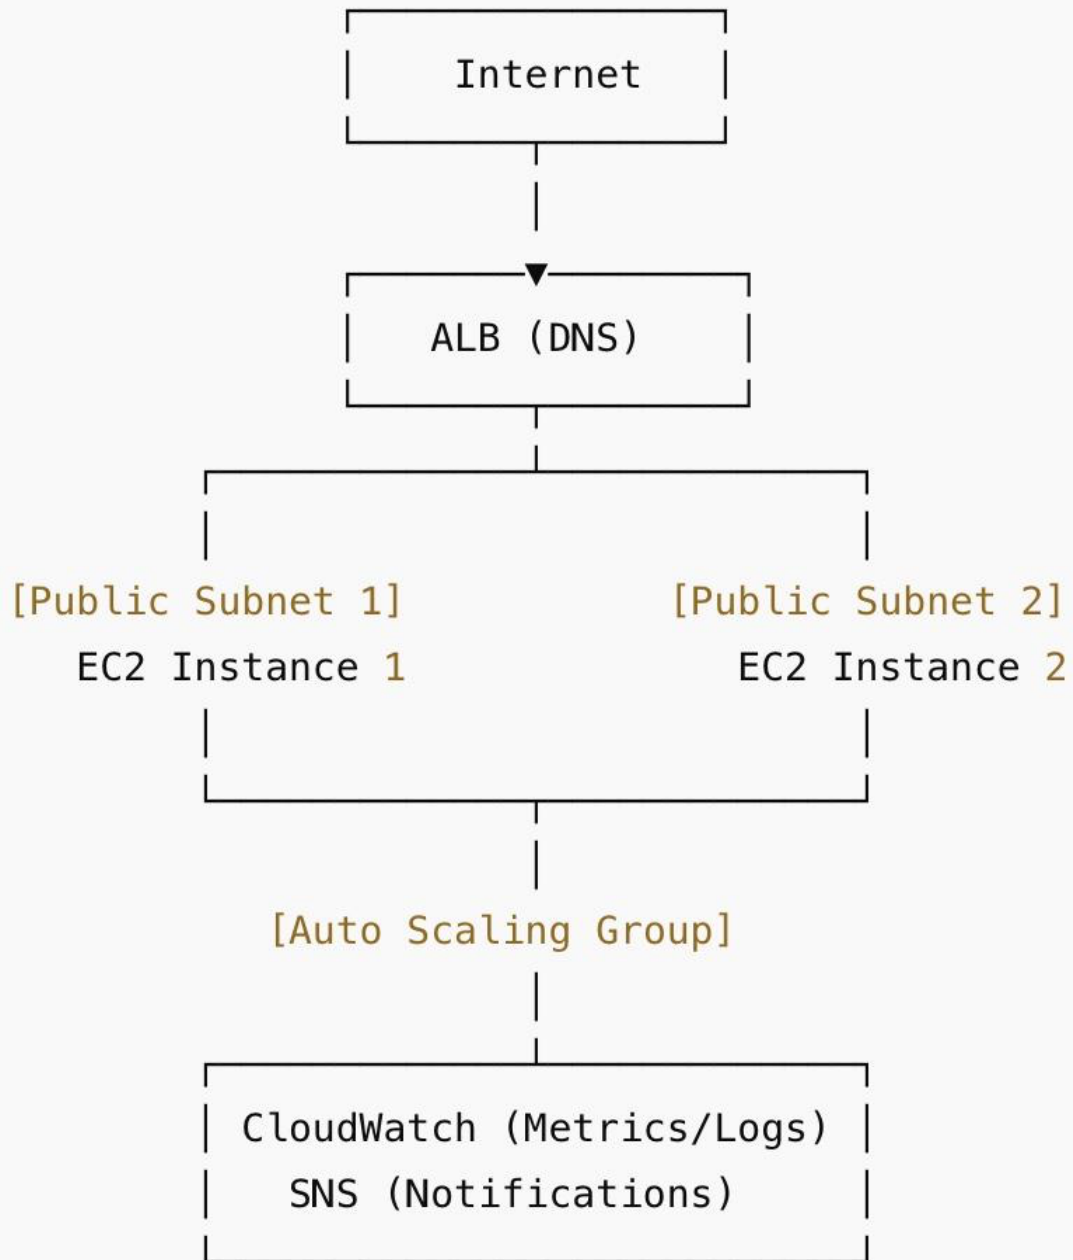 Internet
ALB (DNS)
[Public Subnet 1] [Public Subnet 2]
EC2 Instance 1 EC2 Instance 2
[Auto Scaling Group]
CloudWatch (Metrics/Logs)
SNS (Notifications)